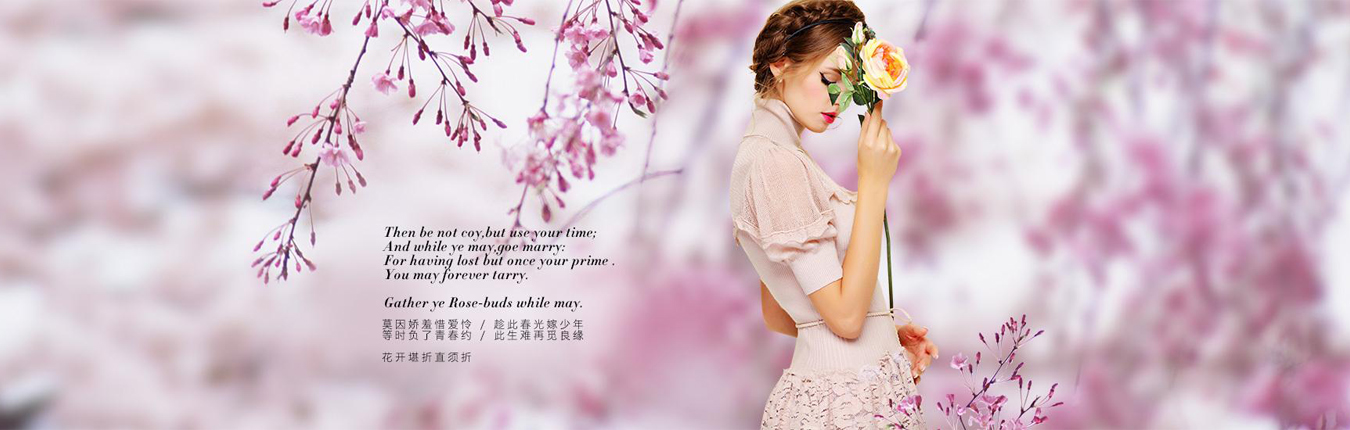 Then be not coy,but use your time;
And while ye may,goe marry:
For having lost but once your prime .
You may forever tarry.
Gather ye Rose-buds while may.
莫因娇羞惜爱怜 / 趁此春光嫁少年
等时负了青春约 / 此生难再觅良缘
花开堪折直须折